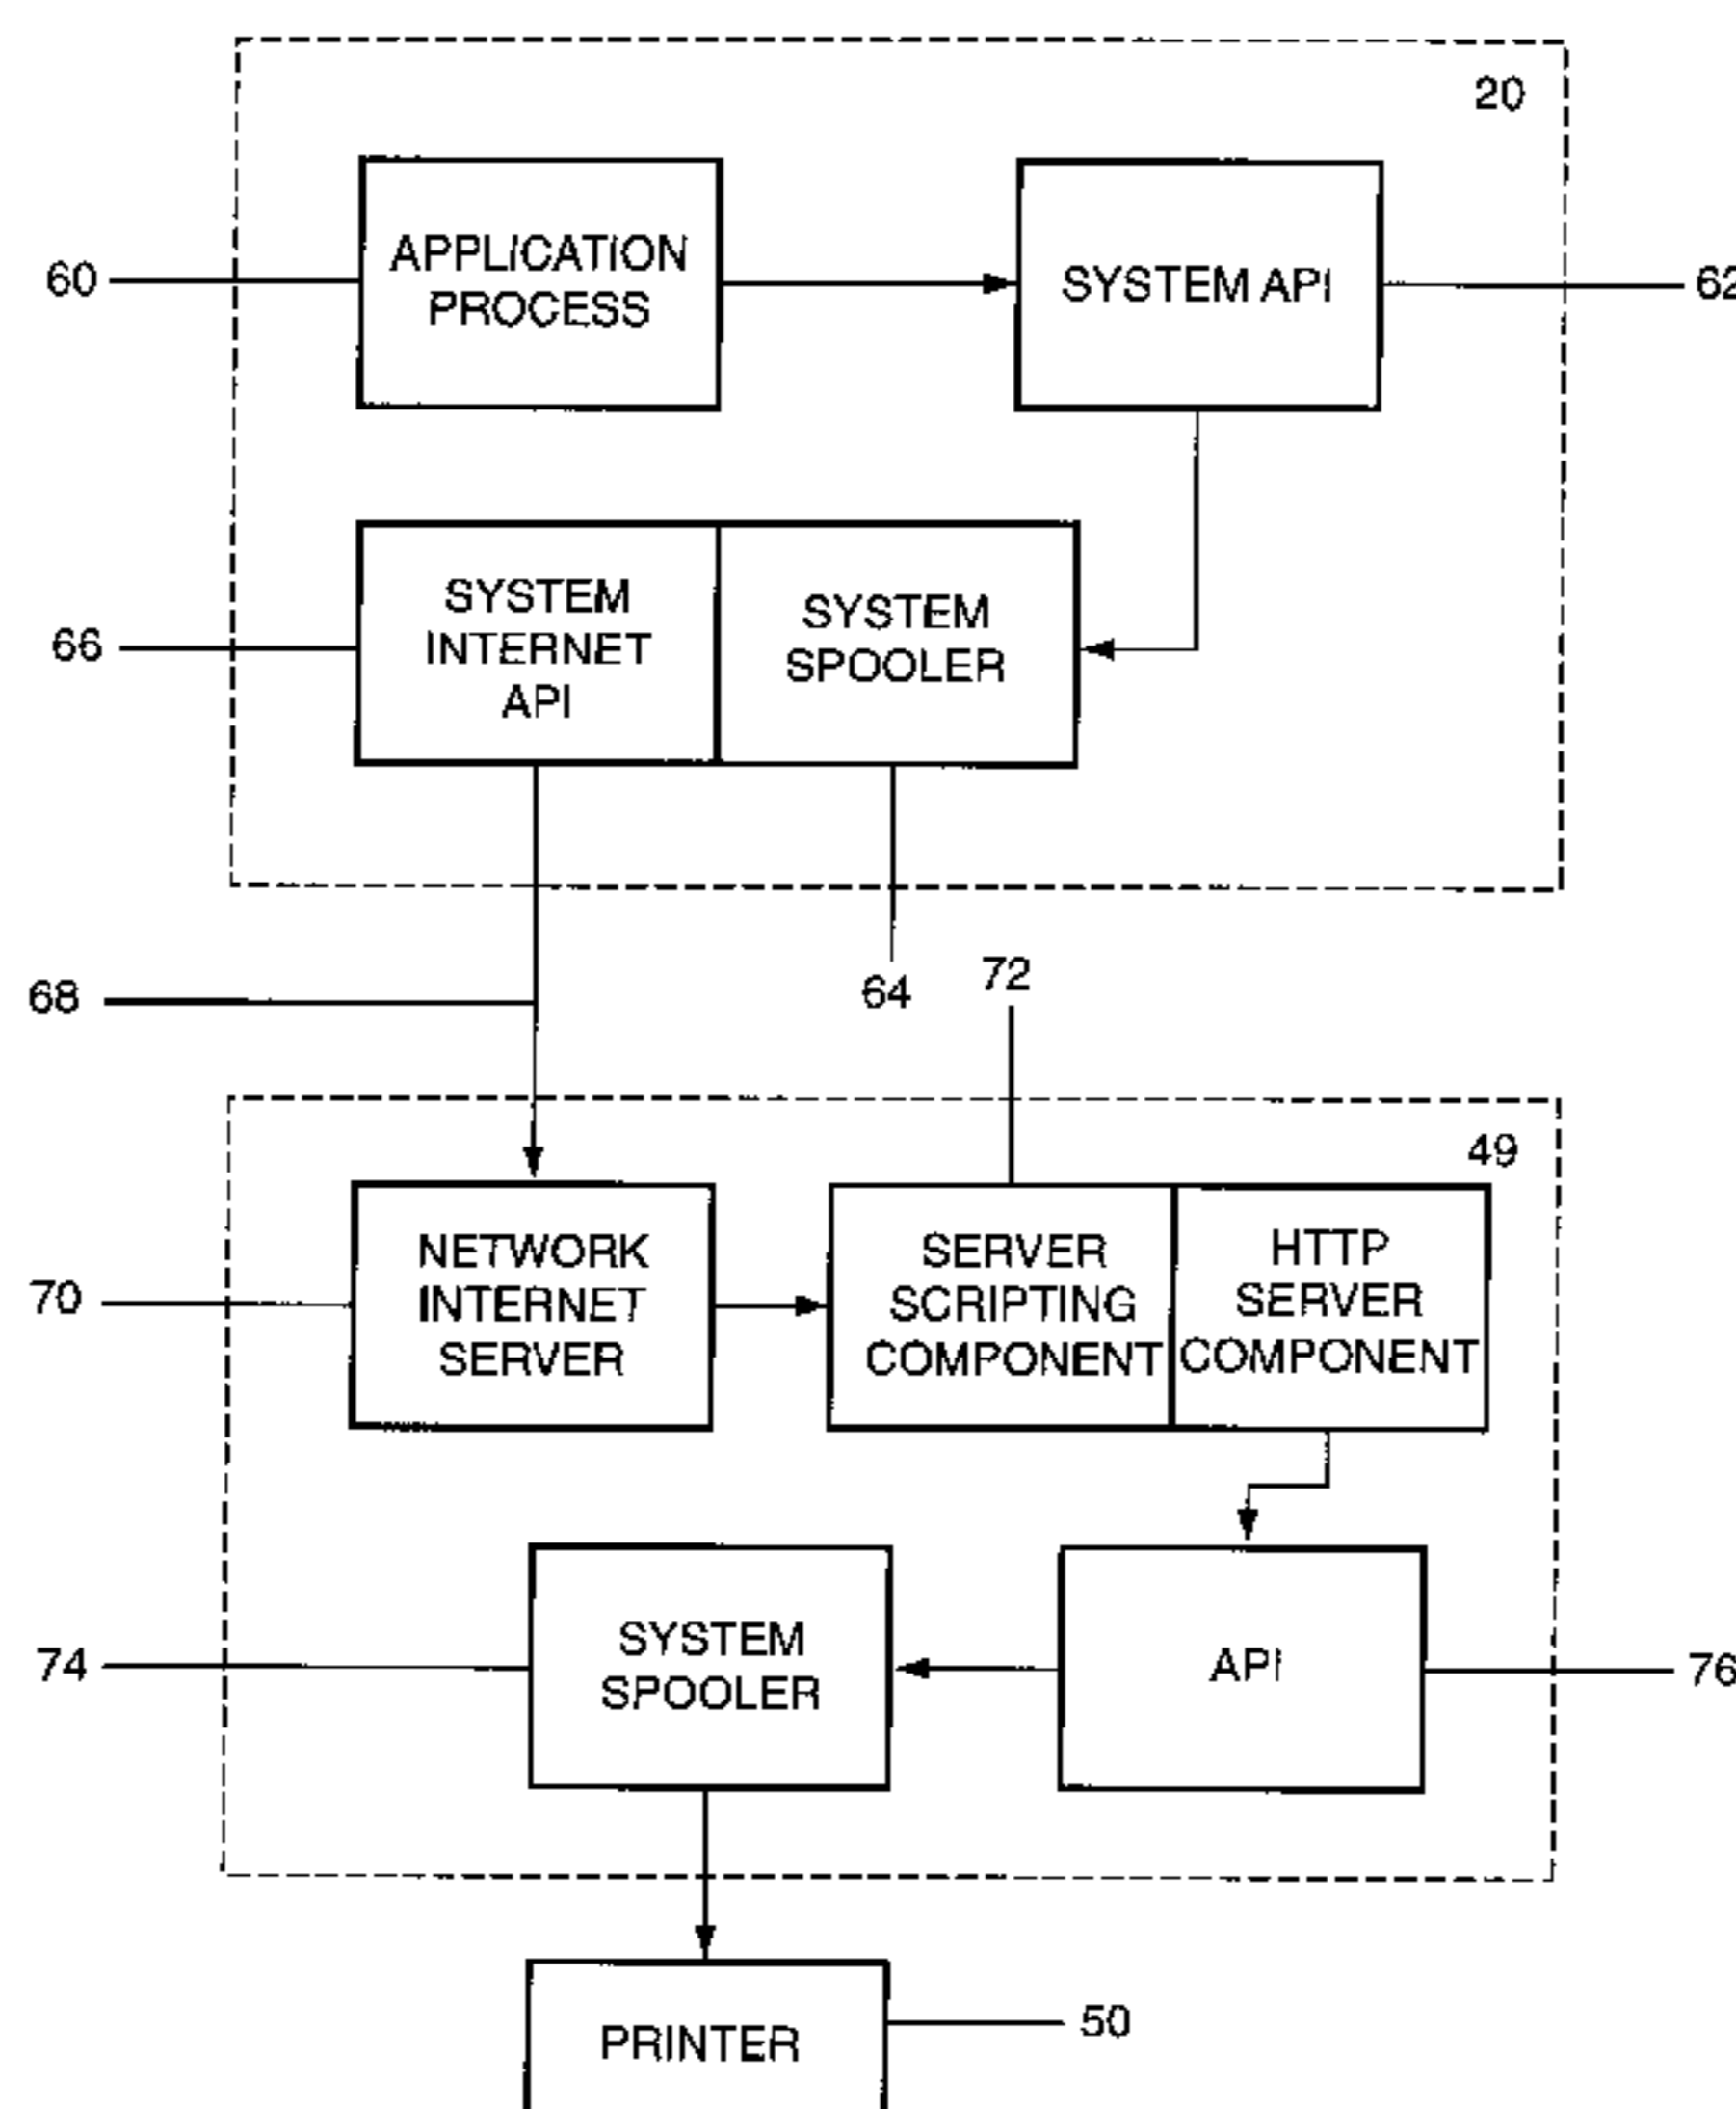 20
APPLICATION
PROCESS
SYSTEM API
60
62
SYSTEM
INTERNET
API
SYSTEM
SPOOLER
66
68
64
72
49
NETWORK
INTERNET
SERVER
SERVER
SCRIPTING
COMPONENT
HTTP
SERVER
COMPONENT
70
SYSTEM
SPOOLER
API
74
76
PRINTER
50